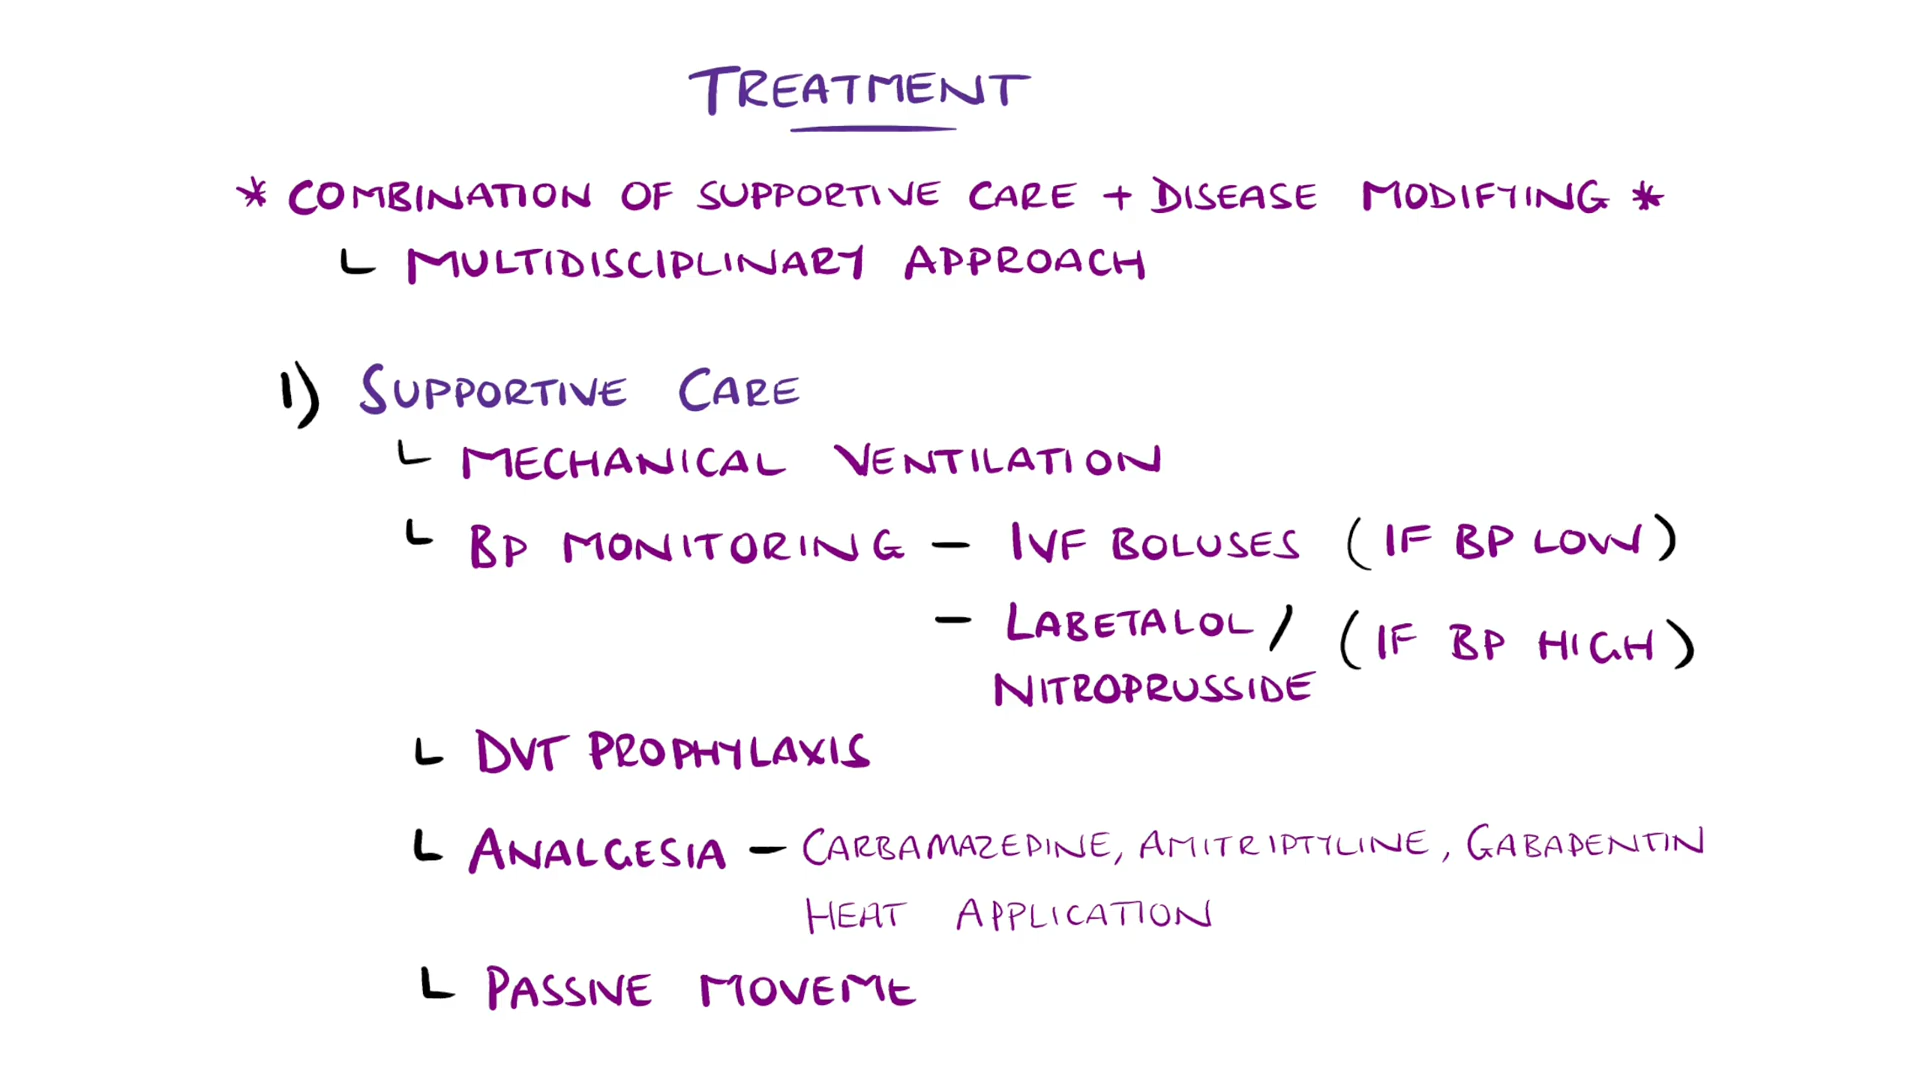 TREATMENT
* COMBINATION OF SUPPORTIVE CARE + DISEASE MODIFYING *
MULTIDISCIPLINARY APPROACH
1) SUPPORTIVE CARE
MECHANICAL VENTILATION
BP MONITORING – IVF BOLUSES (IF BP LOW)
– LABETALOL / (IF BP HIGH)
NITROPRUSSIDE
DVT PROPHYLAXIS
ANALGESIA – CARBAMAZEPINE, AMITRIPTYLINE, GABAPENTIN
HEAT APPLICATION
PASSIVE MOVEME